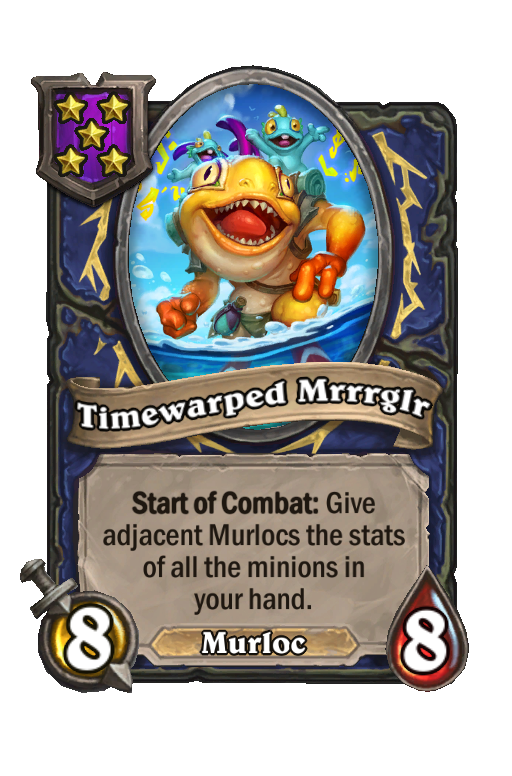 Timewarped Mrrrglr
Start of Combat: Give
adjacent Murlocs the stats
of all the minions in
your hand.
8
Murloc
8